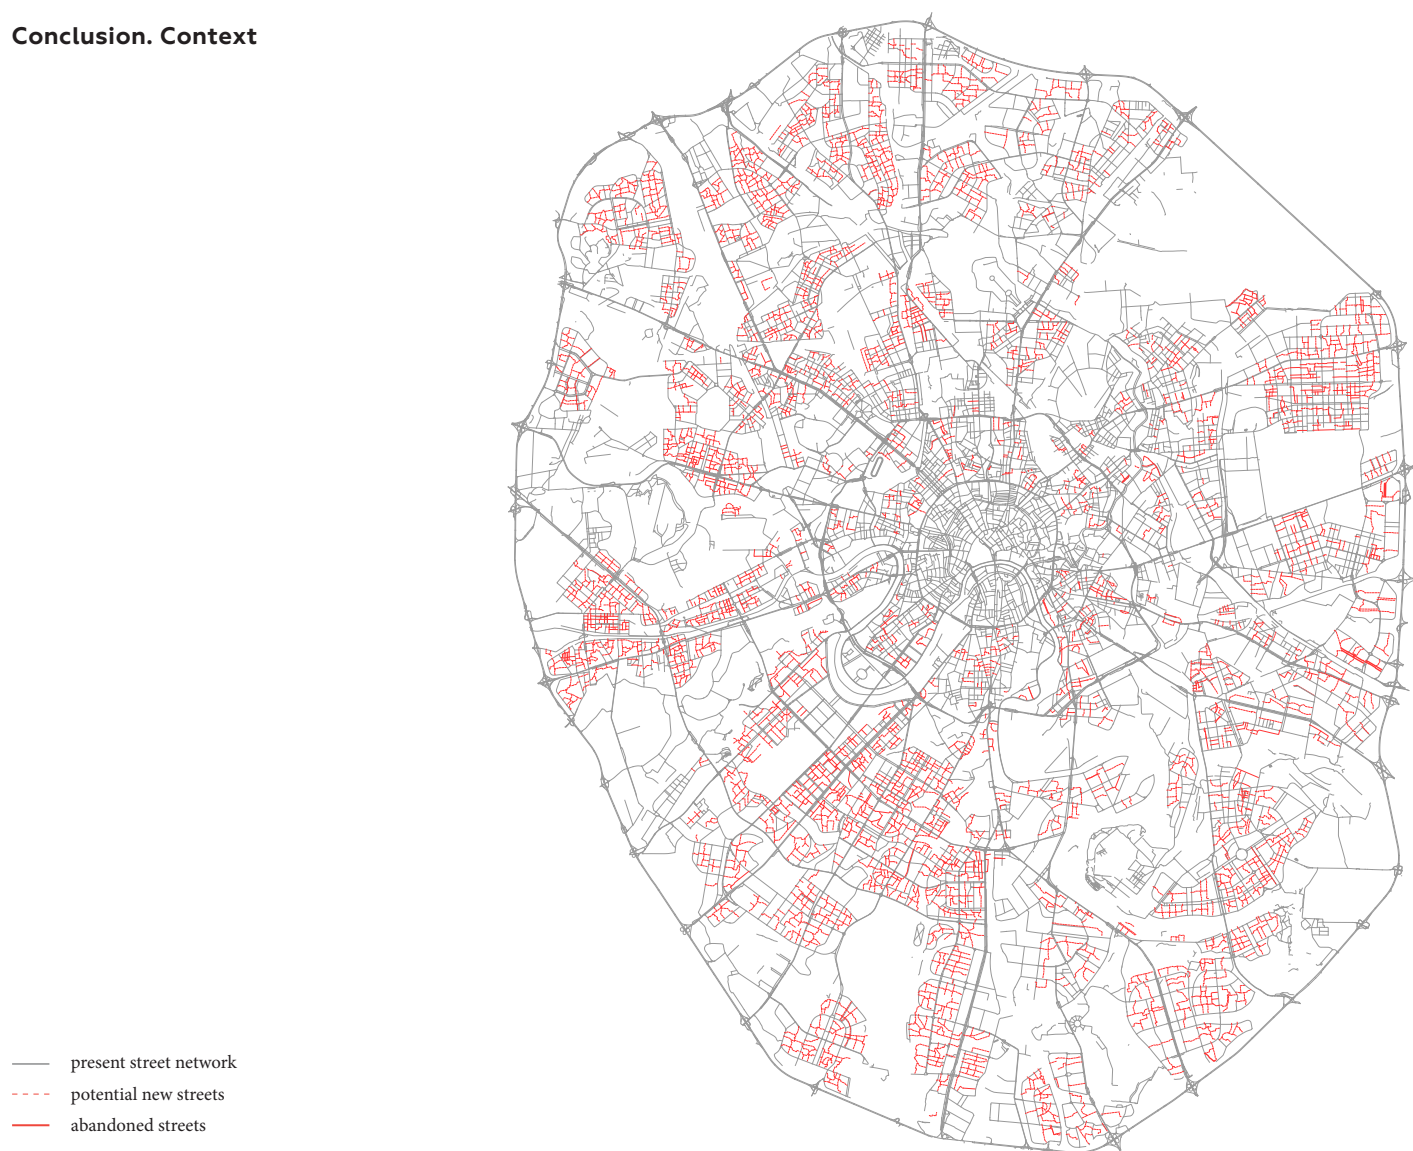 Conclusion. Context
present street network
potential new streets
abandoned streets